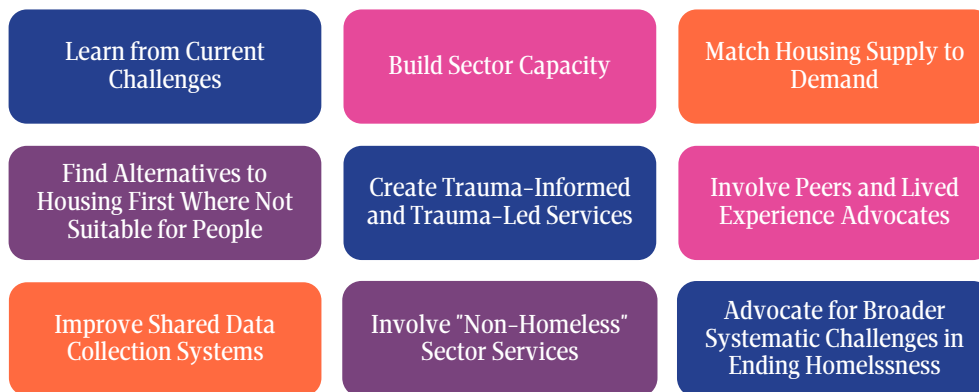 Learn from Current
Challenges
Build Sector Capacity
Match Housing Supply to
Demand
Find Alternatives to
Housing First Where Not
Suitable for People
Create Trauma-Informed
and Trauma-Led Services
Involve Peers and Lived
Experience Advocates
Improve Shared Data
Collection Systems
Involve "Non-Homeless"
Sector Services
Advocate for Broader
Systematic Challenges in
Ending Homelssness